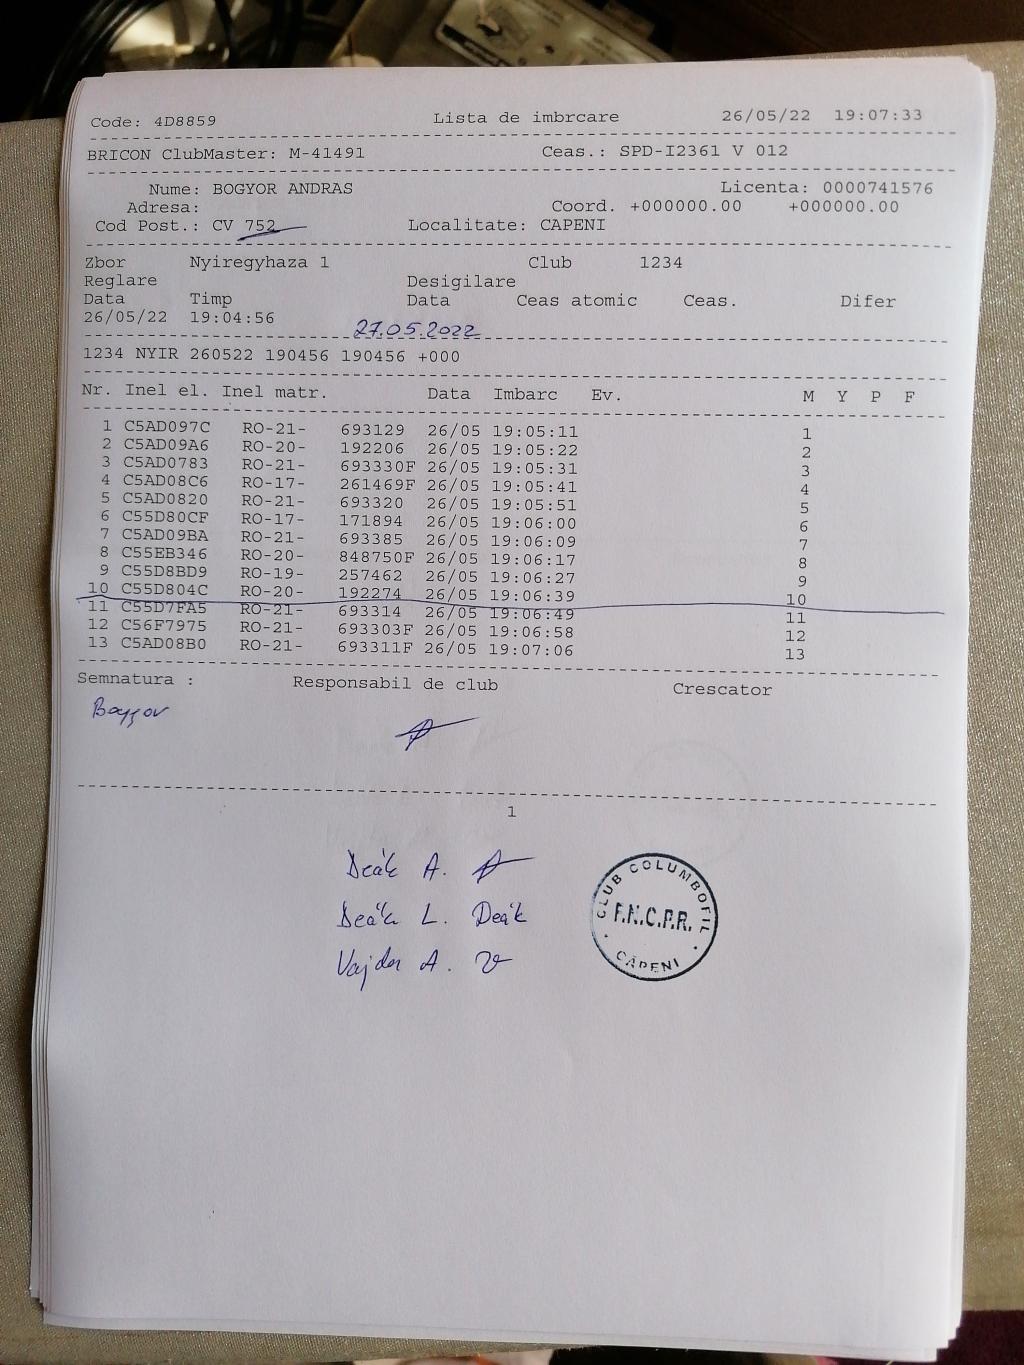 Code: 4D8859 Lista de imbrcare 26/05/22 19:07:33
BRICON ClubMaster: M-41491 Ceas.: SPD-I2361 V 012
Nume: BOGYOR ANDRAS Licenta: 0000741576
Adresa: Coord. +000000.00 +000000.00
Cod Post.: CV 752 Localitate: CAPENI
Zbor Nyiregyhaza 1 Club 1234
Reglare Desigilare
Data Timp Data Ceas atomic Ceas. Difer
26/05/22 19:04:56
27.05.2022
1234 NYIR 260522 190456 190456 +000
Nr. Inel el. Inel matr. Data Imbarc Ev. M Y P F
1 C5AD097C RO-21- 693129 26/05 19:05:11 1
2 C5AD09A6 RO-20- 192206 26/05 19:05:22 2
3 C5AD0783 RO-21- 693330F 26/05 19:05:31 3
4 C5AD08C6 RO-17- 261469F 26/05 19:05:41 4
5 C5AD0820 RO-21- 693320 26/05 19:05:51 5
6 C55D80CF RO-17- 171894 26/05 19:06:00 6
7 C5AD09BA RO-21- 693385 26/05 19:06:09 7
8 C55EB346 RO-20- 848750F 26/05 19:06:17 8
9 C55D8BD9 RO-19- 257462 26/05 19:06:27 9
10 C55D804C RO-20- 192274 26/05 19:06:39 10
11 C55D7FA5 RO-21- 693314 26/05 19:06:49 11
12 C56F7975 RO-21- 693303F 26/05 19:06:58 12
13 C5AD08B0 RO-21- 693311F 26/05 19:07:06 13
Semnatura : Responsabil de club Crescator
Bogyor
1
Deák A.
Deák L. Deák
Vajda A.
CLUB COLUMBOFIL
F.N.C.P.R.
CĂPENI